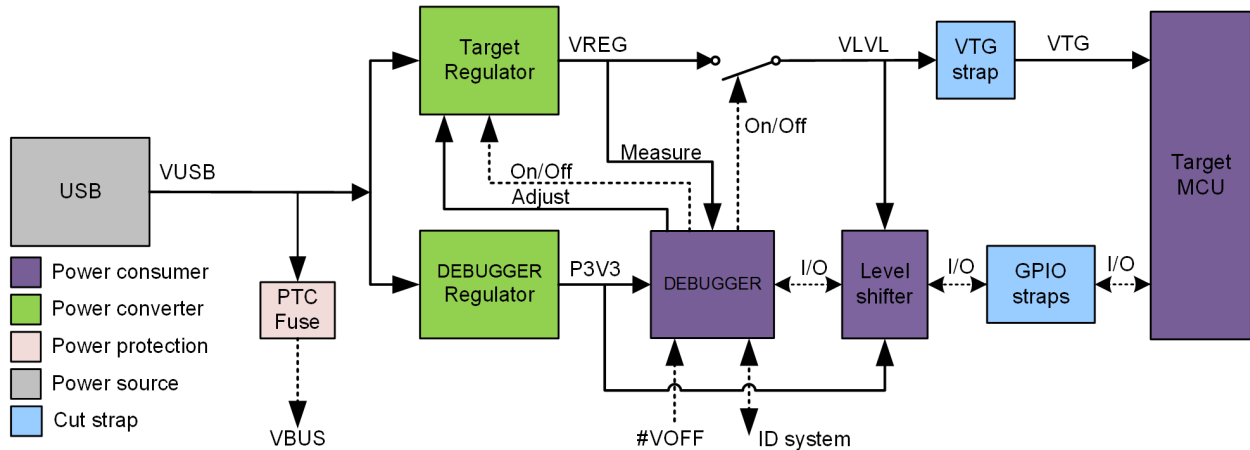 Target
Regulator
VREG
VLVL
VTG
strap
VTG
On/Off
Measure
On/Off
Adjust
USB
VUSB
Target
MCU
DEBUGGER
Regulator
P3V3
DEBUGGER
I/O
Level
shifter
I/O
GPIO
straps
I/O
Power consumer
Power converter
Power protection
Power source
Cut strap
PTC
Fuse
VBUS
#VOFF
ID system